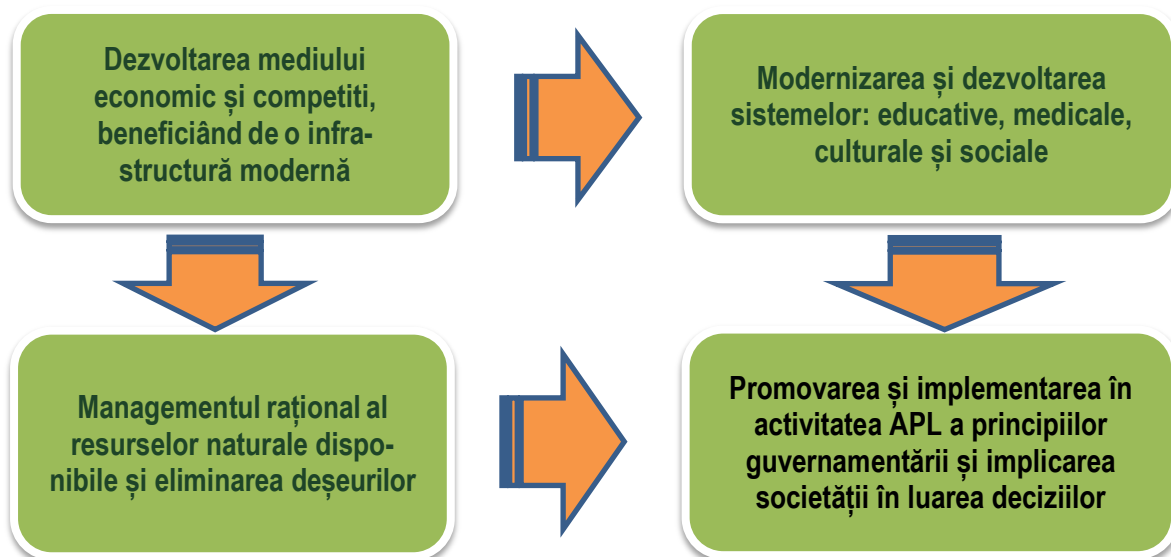 Dezvoltarea mediului
economic și competiti,
beneficiând de o infra-
structură modernă
Modernizarea și dezvoltarea
sistemelor: educative, medicale,
culturale și sociale
Managementul rațional al
resurselor naturale dispo-
nibile și eliminarea deșeurilor
Promovarea și implementarea în
activitatea APL a principiilor
guvernamentării și implicarea
societății în luarea deciziilor